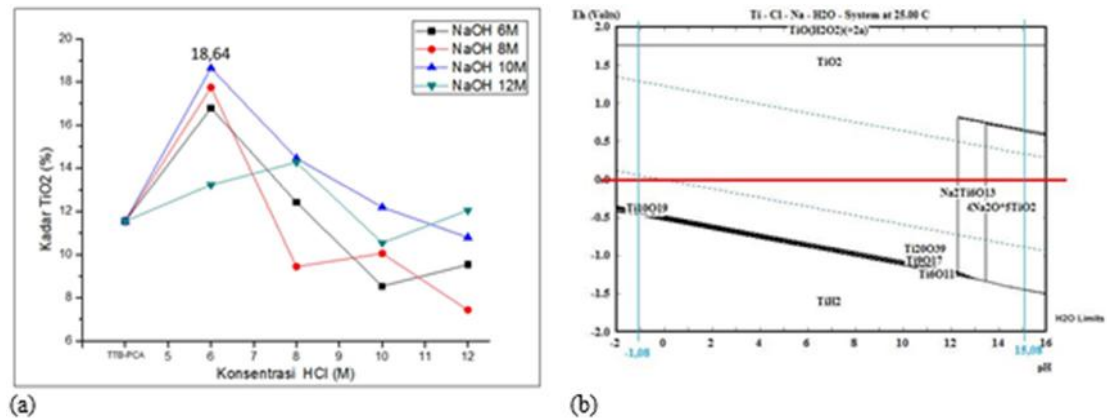 (a)
Kadar TiO2 (%)
20
18
16
14
12
10
8
6
18,64
NaOH 6M
NaOH 8M
NaOH 10M
NaOH 12M
TTB-PCA
5
6
7
8
9
10
11
12
Konsentrasi HCl (M)
(b)
Eh (Volts)
Ti - Cl - Na - H2O - System at 25.00 C
2.0
1.5
1.0
0.5
0.0
-0.5
-1.0
-1.5
-2.0
TiO(H2O2)(+2a)
TiO2
Na2Ti6O13
4Na2O*5TiO2
Ti10O19
Ti20O39
Ti9O17
Ti6O11
TiH2
H2O Limits
-2
0
2
4
6
8
10
12
14
16
-1,08
15,08
pH